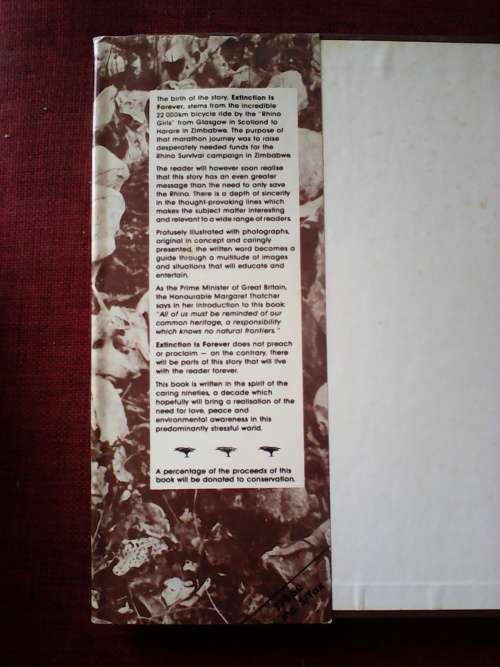 The birth of the story, Extinction Is
Forever, stems from the incredible
22 000km bicycle ride by the "Rhino
Girls" from Glasgow in Scotland to
Harare in Zimbabwe. The purpose of
that marathon journey was to raise
desperately needed funds for the
Rhino Survival campaign in Zimbabwe.
The reader will however soon realise
that this story has an even greater
message than the need to only save
the Rhino. There is a depth of sincerity
in the thought-provoking lines which
makes the subject matter interesting
and relevant to a wide range of readers.
Profusely illustrated with photographs,
original in concept and caringly
presented, the written word becomes a
guide through a multitude of images
and situations that will educate and
entertain.
As the Prime Minister of Great Britain,
the Honourable Margaret Thatcher
says in her introduction to this book:
"All of us must be reminded of our
common heritage, a responsibility
which knows no natural frontiers."
Extinction is Forever does not preach
or proclaim — on the contrary, there
will be parts of this story that will live
with the reader forever.
This book is written in the spirit of the
caring nineties, a decade which
hopefully will bring a realisation of the
need for love, peace and
environmental awareness in this
predominantly stressful world.
A percentage of the proceeds of this
book will be donated to conservation.